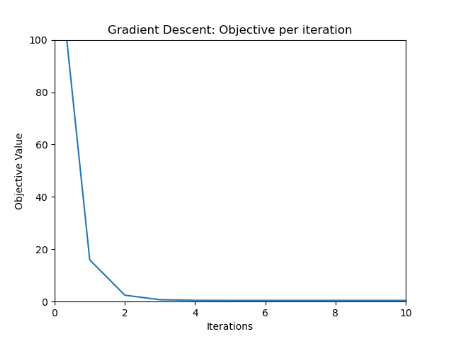 Gradient Descent: Objective per iteration
100
80
60
40
20
0
Objective Value
0 2 4 6 8 10
Iterations